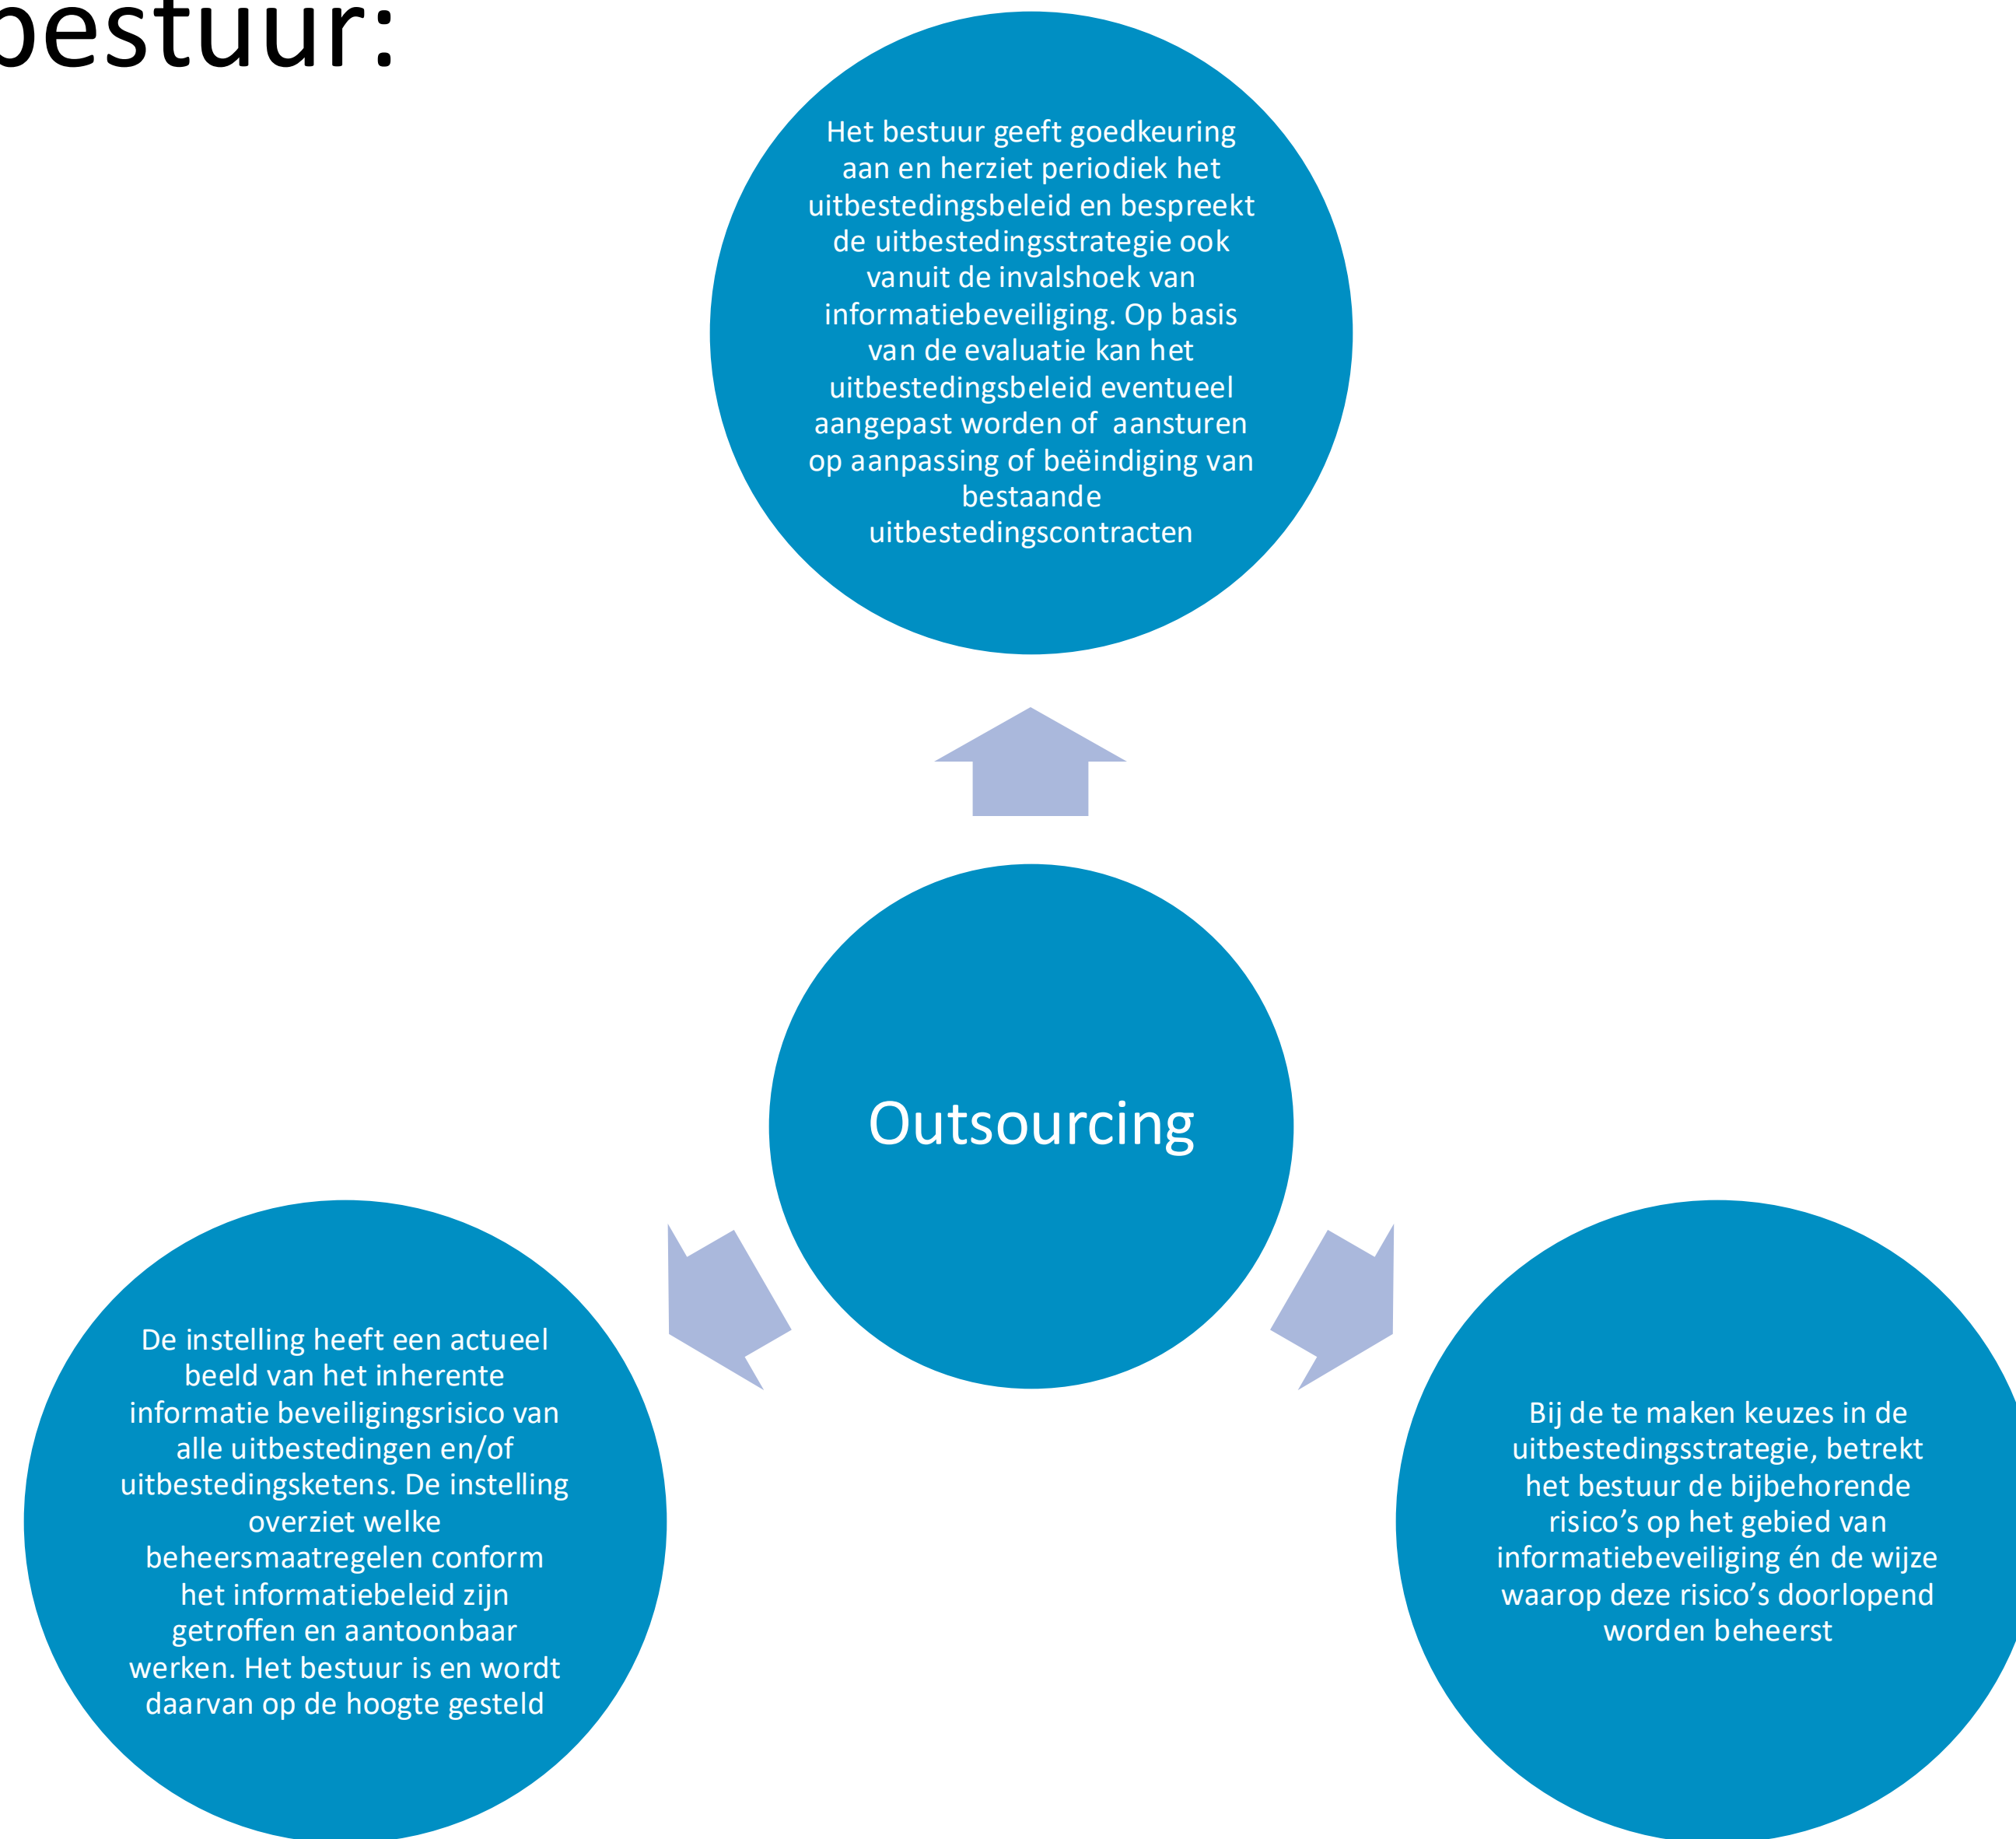 bestuur:
Het bestuur geeft goedkeuring
aan en herziet periodiek het
uitbestedingsbeleid en bespreekt
de uitbestedingsstrategie ook
vanuit de invalshoek van
informatiebeveiliging. Op basis
van de evaluatie kan het
uitbestedingsbeleid eventueel
aangepast worden of  aansturen
op aanpassing of beëindiging van
bestaande
uitbestedingscontracten
Outsourcing
De instelling heeft een actueel
beeld van het inherente
informatie beveiligingsrisico van
alle uitbestedingen en/of
uitbestedingsketens. De instelling
overziet welke
beheersmaatregelen conform
het informatiebeleid zijn
getroffen en aantoonbaar
werken. Het bestuur is en wordt
daarvan op de hoogte gesteld
Bij de te maken keuzes in de
uitbestedingsstrategie, betrekt
het bestuur de bijbehorende
risico’s op het gebied van
informatiebeveiliging én de wijze
waarop deze risico’s doorlopend
worden beheerst